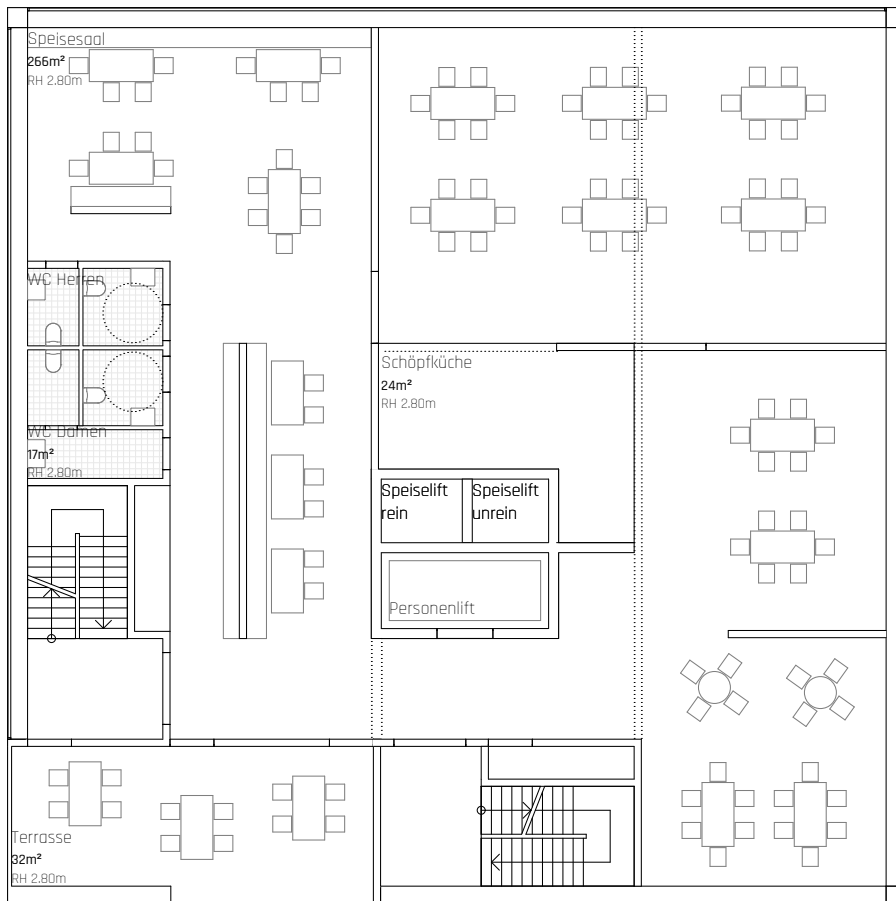 Speisesaal
266m²
RH 2.80m
WC Herren
Schöpfküche
24m²
RH 2.80m
WC Damen
17m²
RH 2.80m
Speiselift
rein
Speiselift
unrein
Personenlift
Terrasse
32m²
RH 2.80m